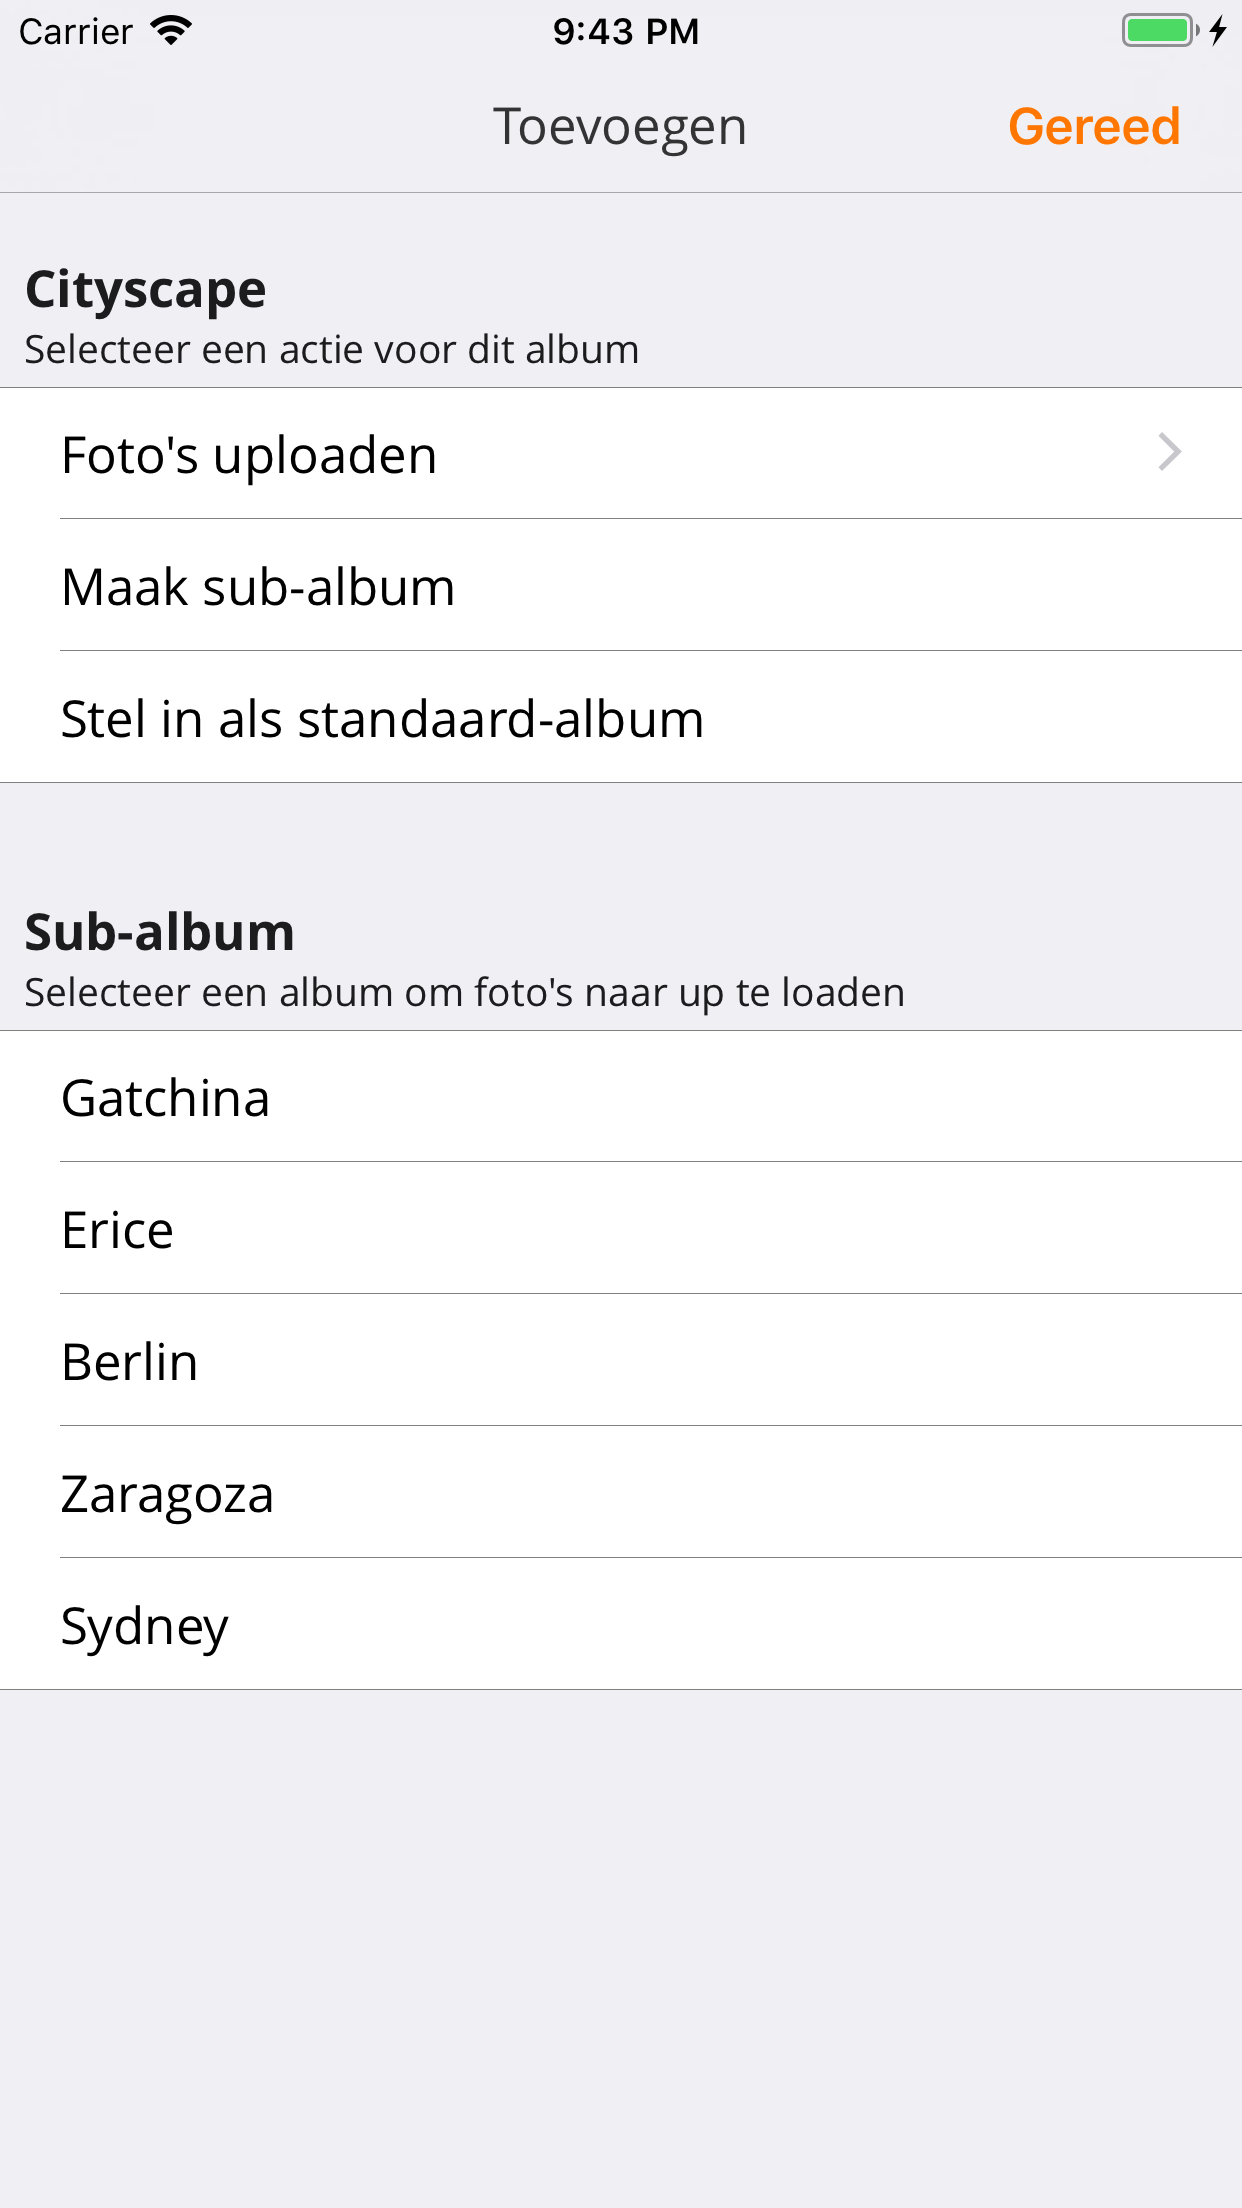 Carrier 9:43 PM
Toevoegen Gereed
Cityscape
Selecteer een actie voor dit album
Foto's uploaden
Maak sub-album
Stel in als standaard-album
Sub-album
Selecteer een album om foto's naar up te loaden
Gatchina
Erice
Berlin
Zaragoza
Sydney